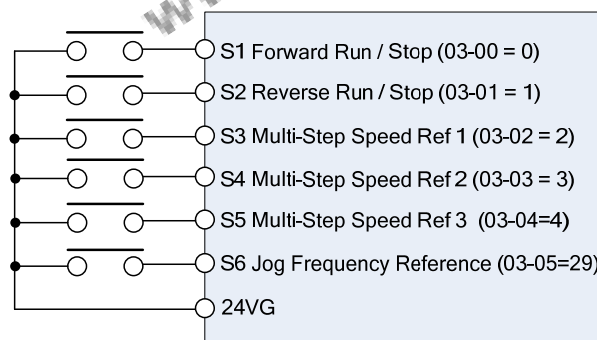 S1 Forward Run / Stop (03-00 = 0)
S2 Reverse Run / Stop (03-01 = 1)
S3 Multi-Step Speed Ref 1 (03-02 = 2)
S4 Multi-Step Speed Ref 2 (03-03 = 3)
S5 Multi-Step Speed Ref 3 (03-04=4)
S6 Jog Frequency Reference (03-05=29)
24VG